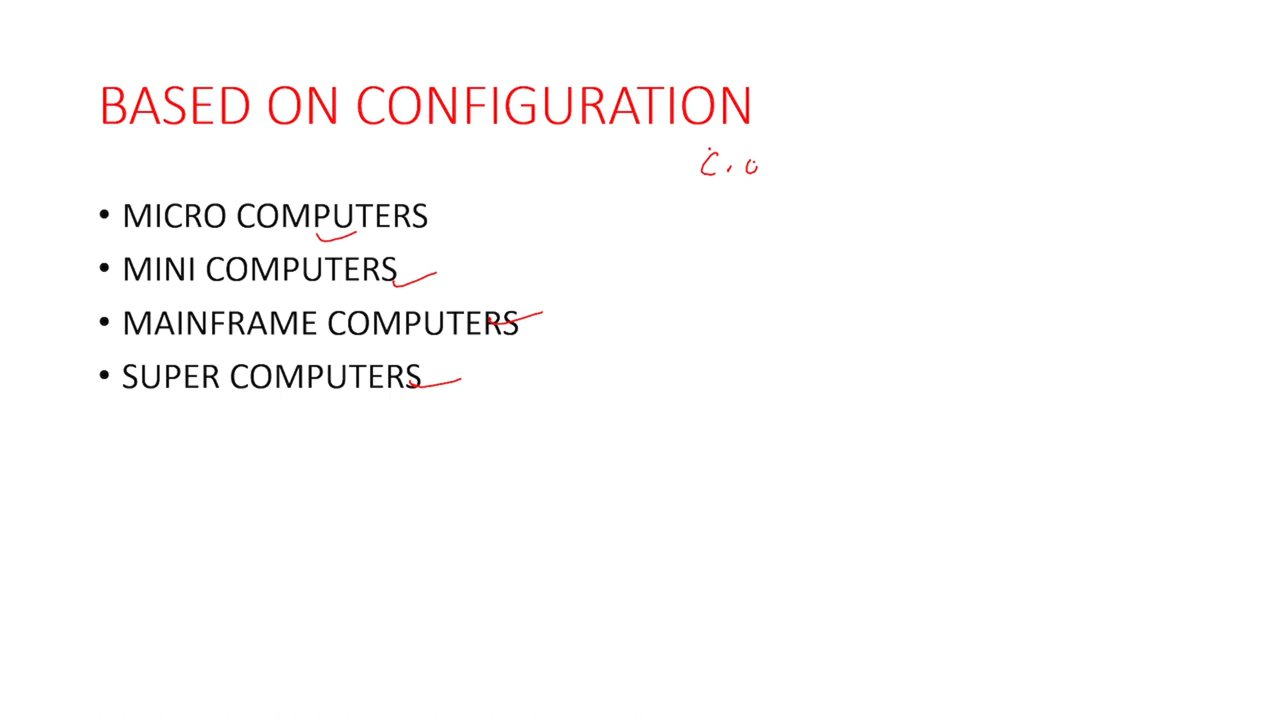 BASED ON CONFIGURATION
• MICRO COMPUTERS
• MINI COMPUTERS
• MAINFRAME COMPUTERS
• SUPER COMPUTERS